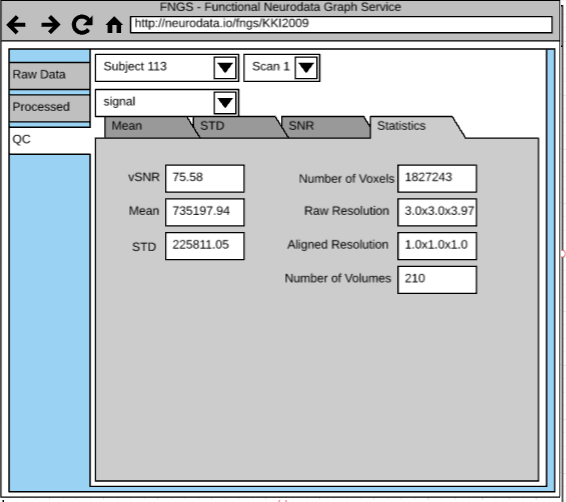 FNGS - Functional Neurodata Graph Service
http://neurodata.io/fngs/KKI2009
Raw Data
Processed
QC
Subject 113
Scan 1
signal
Mean
STD
SNR
Statistics
vSNR 75.58
Number of Voxels 1827243
Mean 735197.94
Raw Resolution 3.0x3.0x3.97
STD 225811.05
Aligned Resolution 1.0x1.0x1.0
Number of Volumes 210